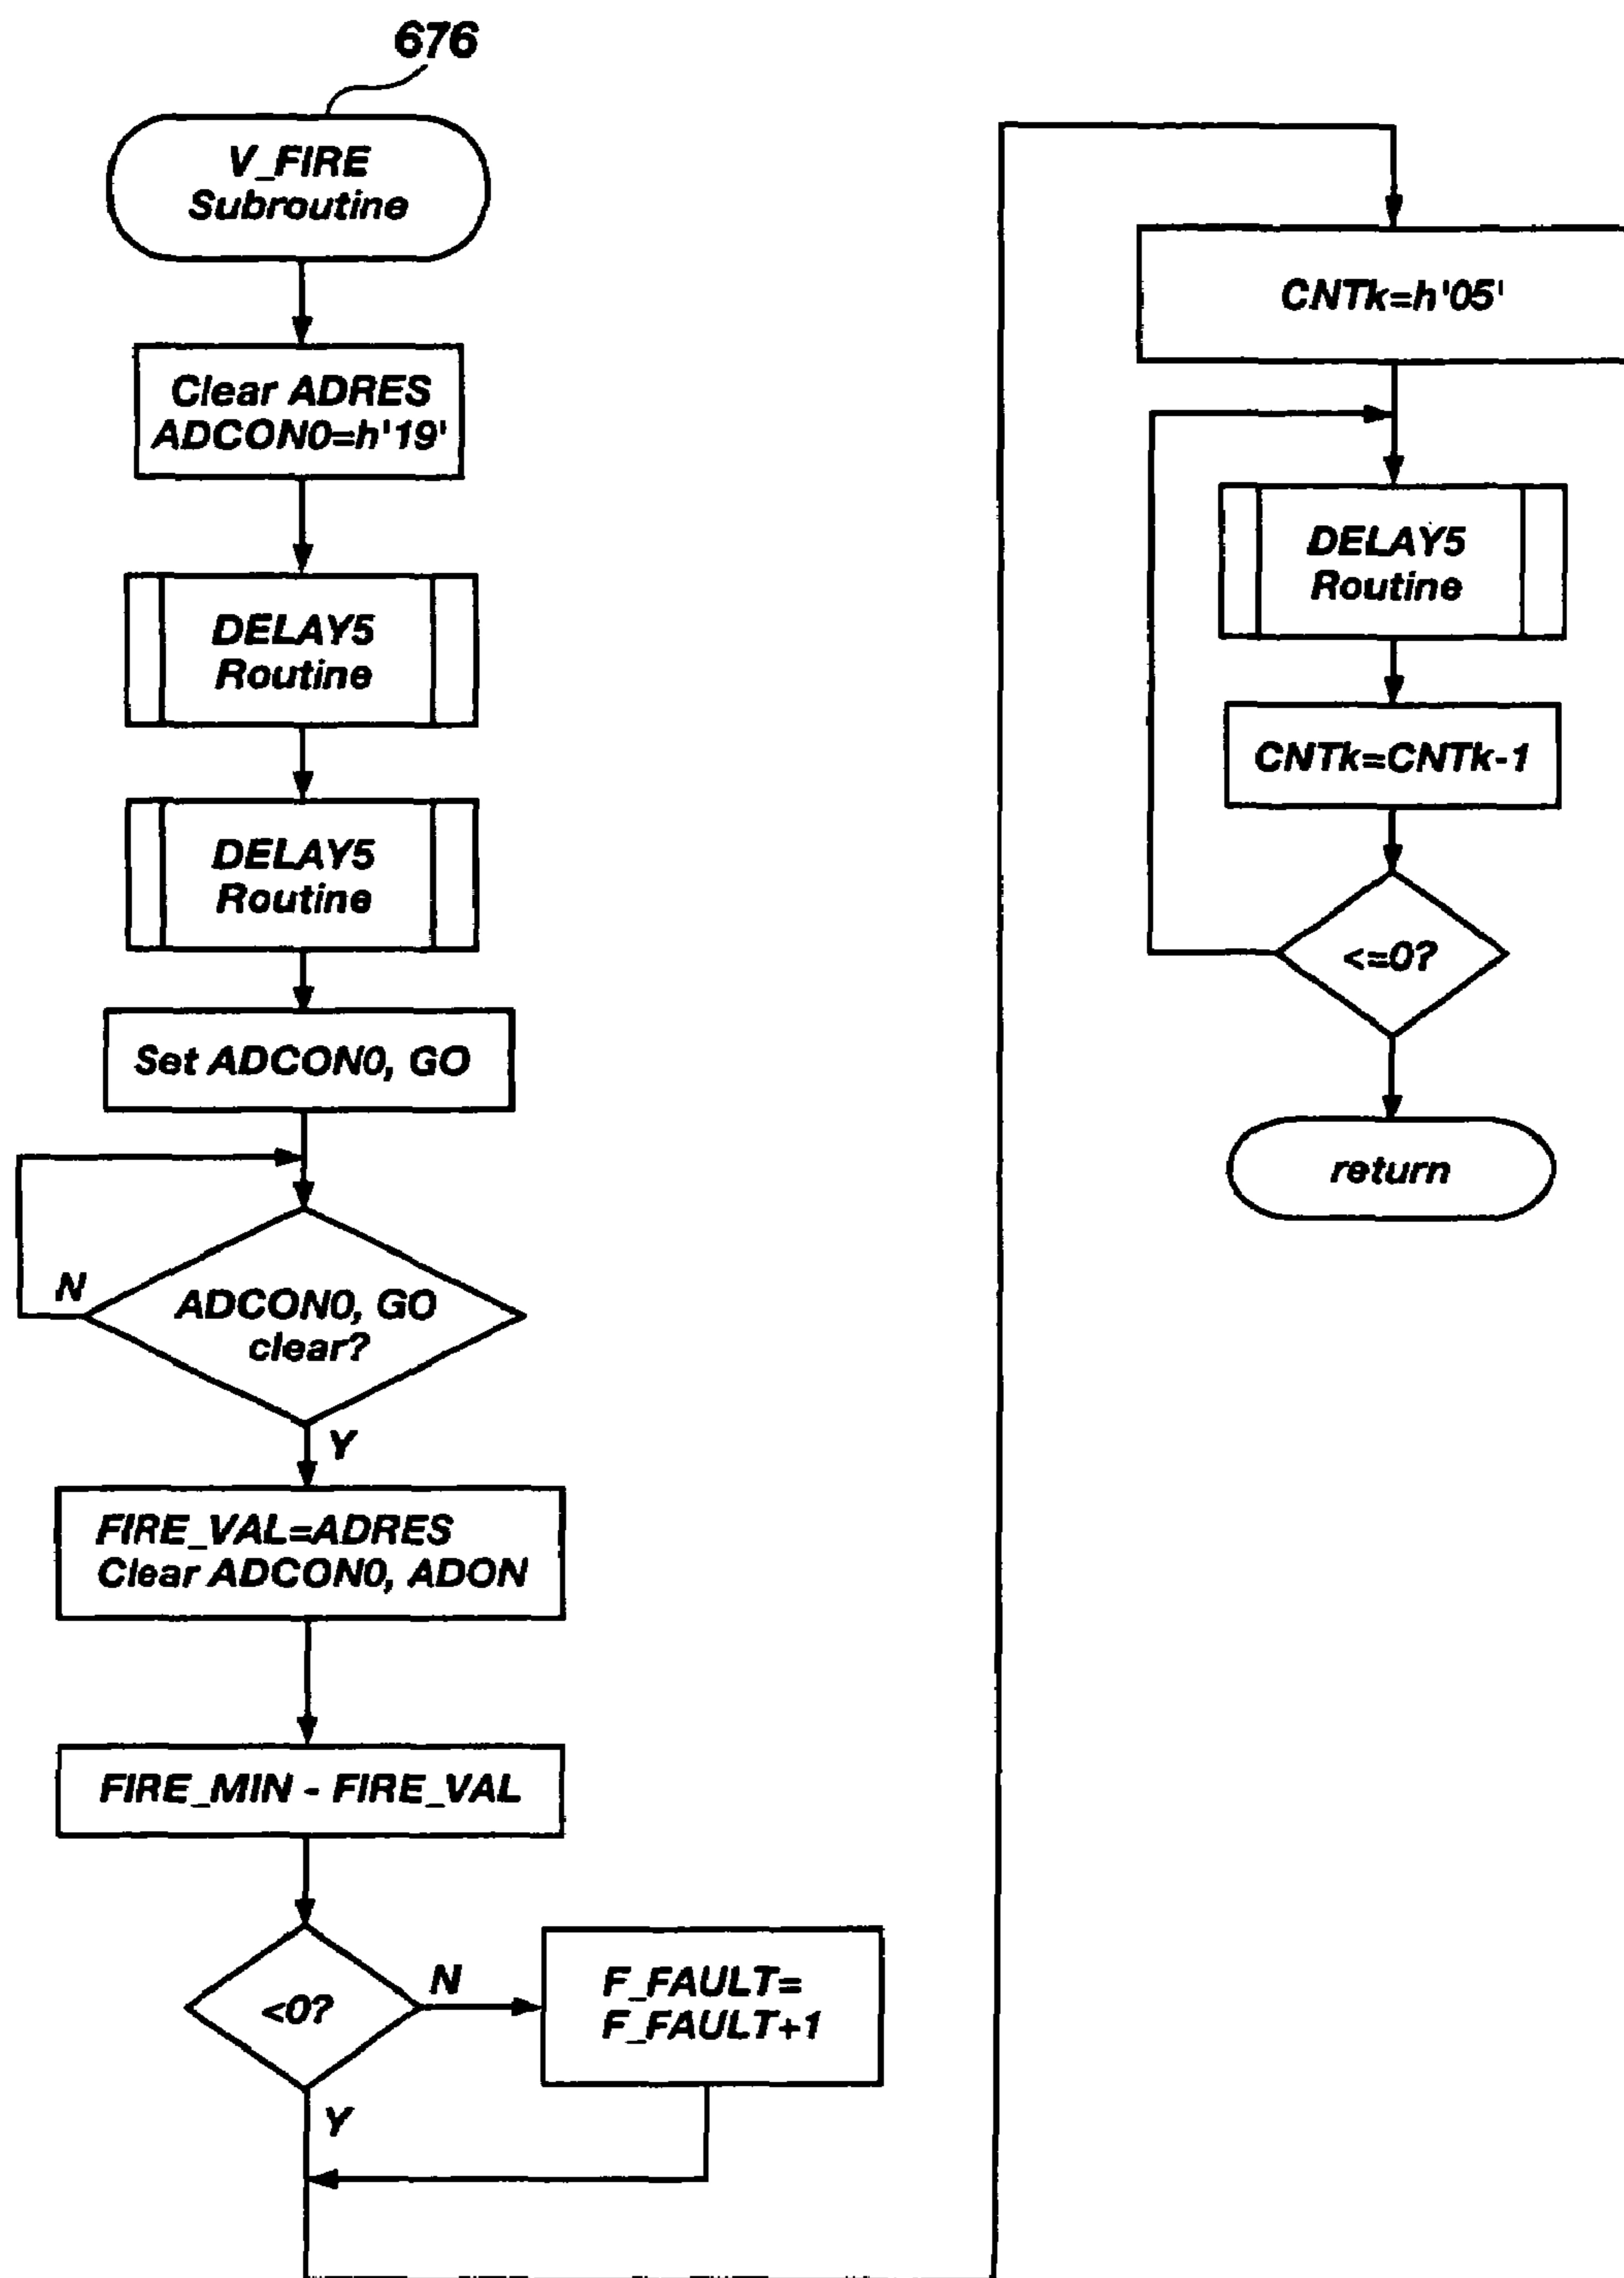 676
V_FIRE
Subroutine
Clear ADRES
ADCON0=h'19'
DELAY5
Routine
DELAY5
Routine
Set ADCON0, GO
N
ADCON0, GO
clear?
Y
FIRE_VAL=ADRES
Clear ADCON0, ADON
FIRE_MIN - FIRE_VAL
<0?
N
F_FAULT=
F_FAULT+1
Y
CNTk=h'05'
DELAY5
Routine
CNTk=CNTk-1
<=0?
return